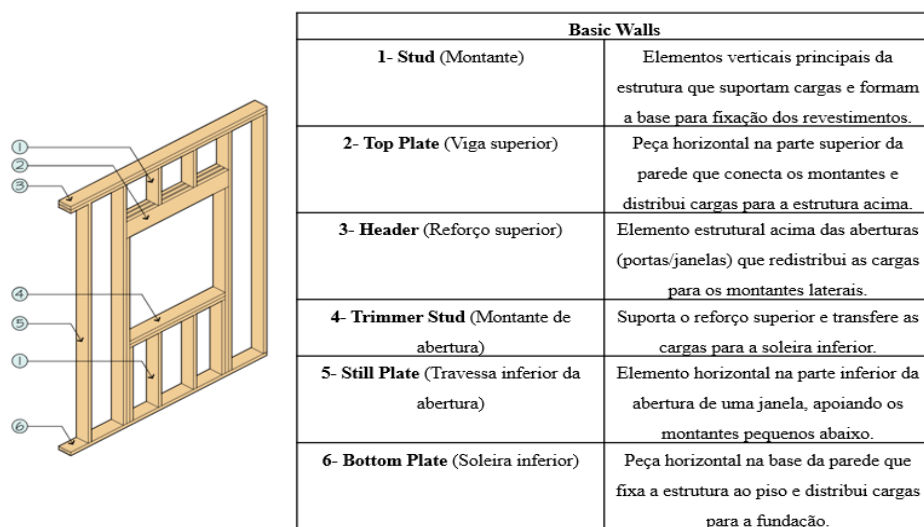 1
2
3
4
5
1
6
Basic Walls
1- Stud (Montante)
Elementos verticais principais da
estrutura que suportam cargas e formam
a base para fixação dos revestimentos.
2- Top Plate (Viga superior)
Peça horizontal na parte superior da
parede que conecta os montantes e
distribui cargas para a estrutura acima.
3- Header (Reforço superior)
Elemento estrutural acima das aberturas
(portas/janelas) que redistribui as cargas
para os montantes laterais.
4- Trimmer Stud (Montante de
abertura)
Suporta o reforço superior e transfere as
cargas para a soleira inferior.
5- Still Plate (Travessa inferior da
abertura)
Elemento horizontal na parte inferior da
abertura de uma janela, apoiando os
montantes pequenos abaixo.
6- Bottom Plate (Soleira inferior)
Peça horizontal na base da parede que
fixa a estrutura ao piso e distribui cargas
para a fundação.